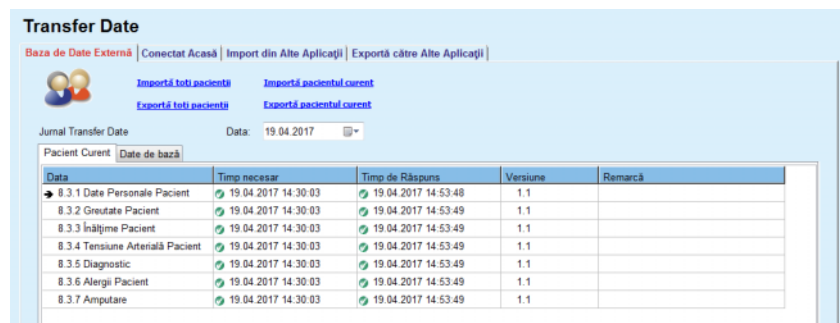 Transfer Date
Baza de Date Externă Conectat Acasă Import din Alte Aplicaţii Exportă către Alte Aplicaţii
Importă toti pacientii Importă pacientul curent
Exportă toti pacientii Exportă pacientul curent
Jurnal Transfer Date Data: 19.04.2017
Pacient Curent Date de bază
Data Timp necesar Timp de Răspuns Versiune Remarcă
8.3.1 Date Personale Pacient 19.04.2017 14:30:03 19.04.2017 14:53:48 1.1
8.3.2 Greutate Pacient 19.04.2017 14:30:03 19.04.2017 14:53:49 1.1
8.3.3 Înălţime Pacient 19.04.2017 14:30:03 19.04.2017 14:53:49 1.1
8.3.4 Tensiune Arterială Pacient 19.04.2017 14:30:03 19.04.2017 14:53:49 1.1
8.3.5 Diagnostic 19.04.2017 14:30:03 19.04.2017 14:53:49 1.1
8.3.6 Alergii Pacient 19.04.2017 14:30:03 19.04.2017 14:53:49 1.1
8.3.7 Amputare 19.04.2017 14:30:03 19.04.2017 14:53:49 1.1